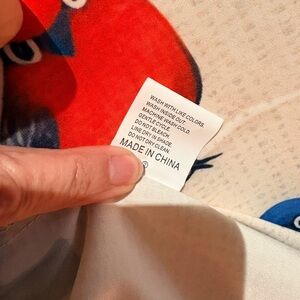 WASH WITH LIKE COLORS.
WASH INSIDE OUT.
MACHINE WASH COLD.
GENTLE CYCLE.
DO NOT BLEACH.
LINE DRY IN SHADE.
DO NOT DRY CLEAN.
MADE IN CHINA